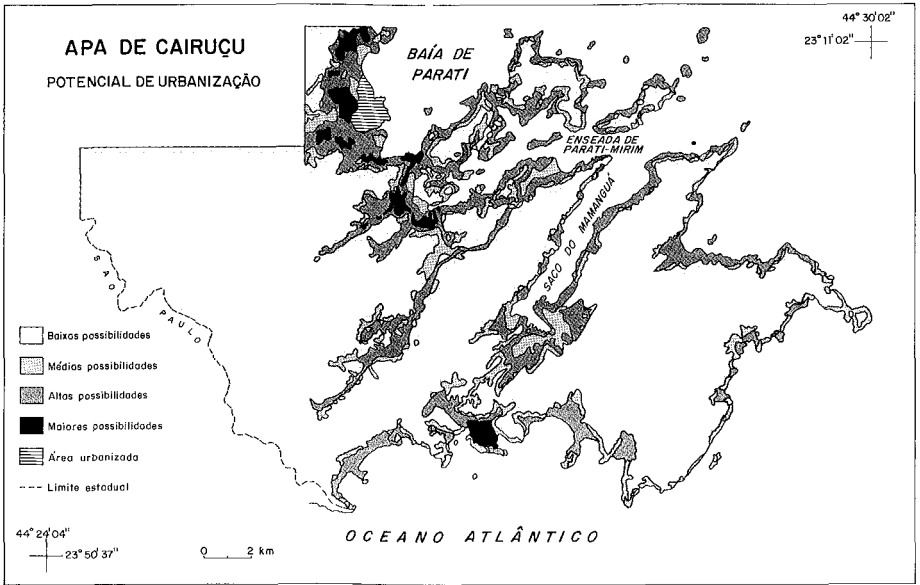 APA DE CAIRUÇU
POTENCIAL DE URBANIZAÇÃO
BAÍA DE
PARATI
44° 30' 02"
23° 11' 02"
ENSEADA DE
PARATI-MIRIM
SACO DO MAMANGUÁ
SAO PAULO
Baixas possibilidades
Médias possibilidades
Altas possibilidades
Maiores possibilidades
Área urbanizada
Limite estadual
44° 24' 04"
23° 50' 37"
0 2 km
OCEANO ATLÂNTICO